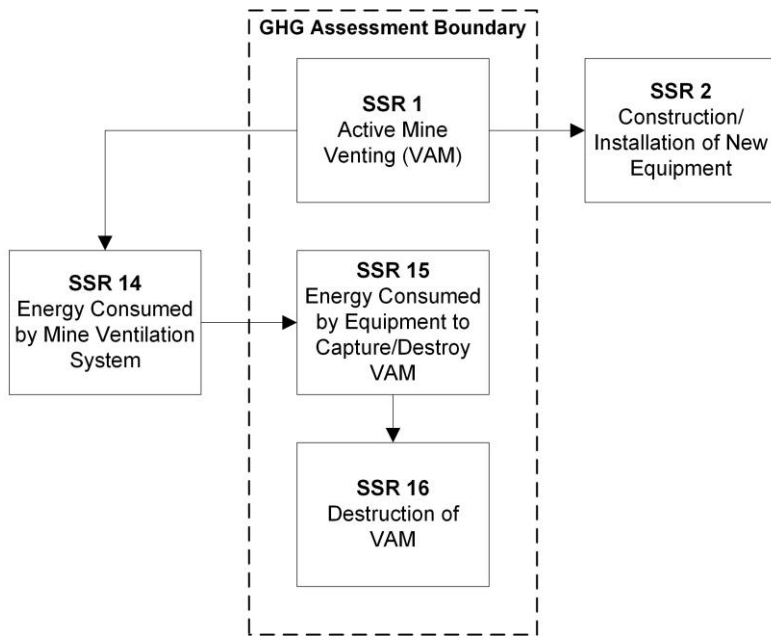 GHG Assessment Boundary
SSR 1
Active Mine
Venting (VAM)
SSR 2
Construction/
Installation of New
Equipment
SSR 14
Energy Consumed
by Mine Ventilation
System
SSR 15
Energy Consumed
by Equipment to
Capture/Destroy
VAM
SSR 16
Destruction of
VAM